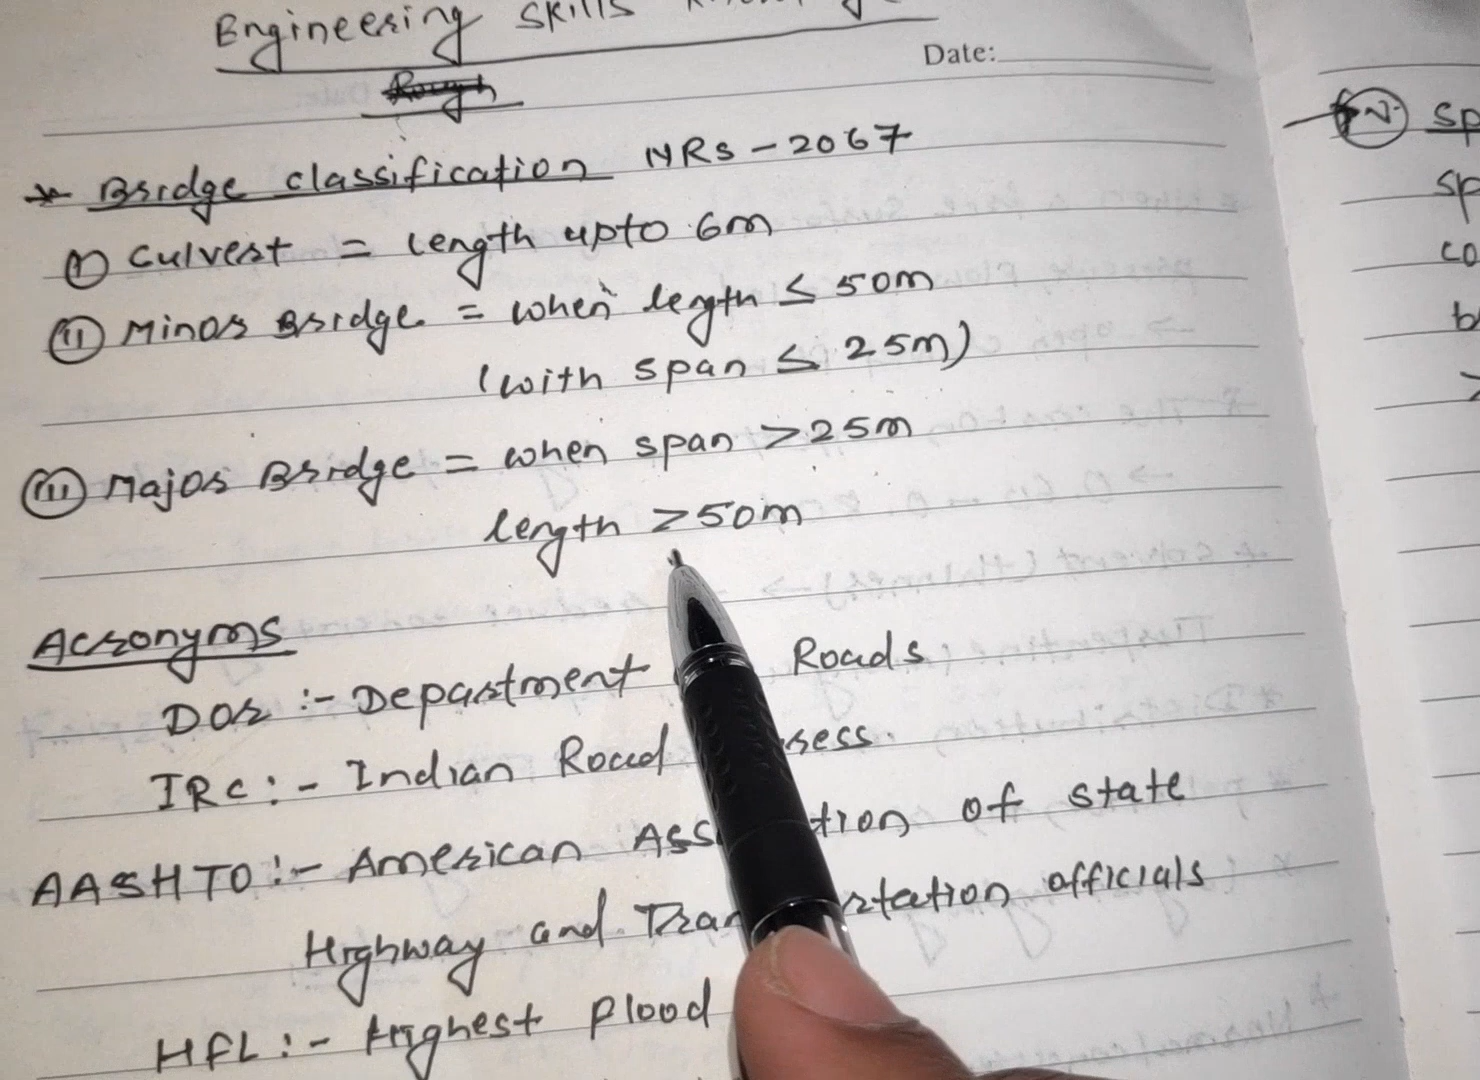 Engineering Skills
Date:
Rough
* Bridge classification NRS - 2067
(I) Culvert = length upto 6m
(II) Minor Bridge = when length ≤ 50m
(with span ≤ 25m)
(III) Major Bridge = when span > 25m
length > 50m
Acronyms
DOR :- Department Roads
IRC :- Indian Road
AASHTO :- American of state
Highway and officials
HFL :- Highest Flood